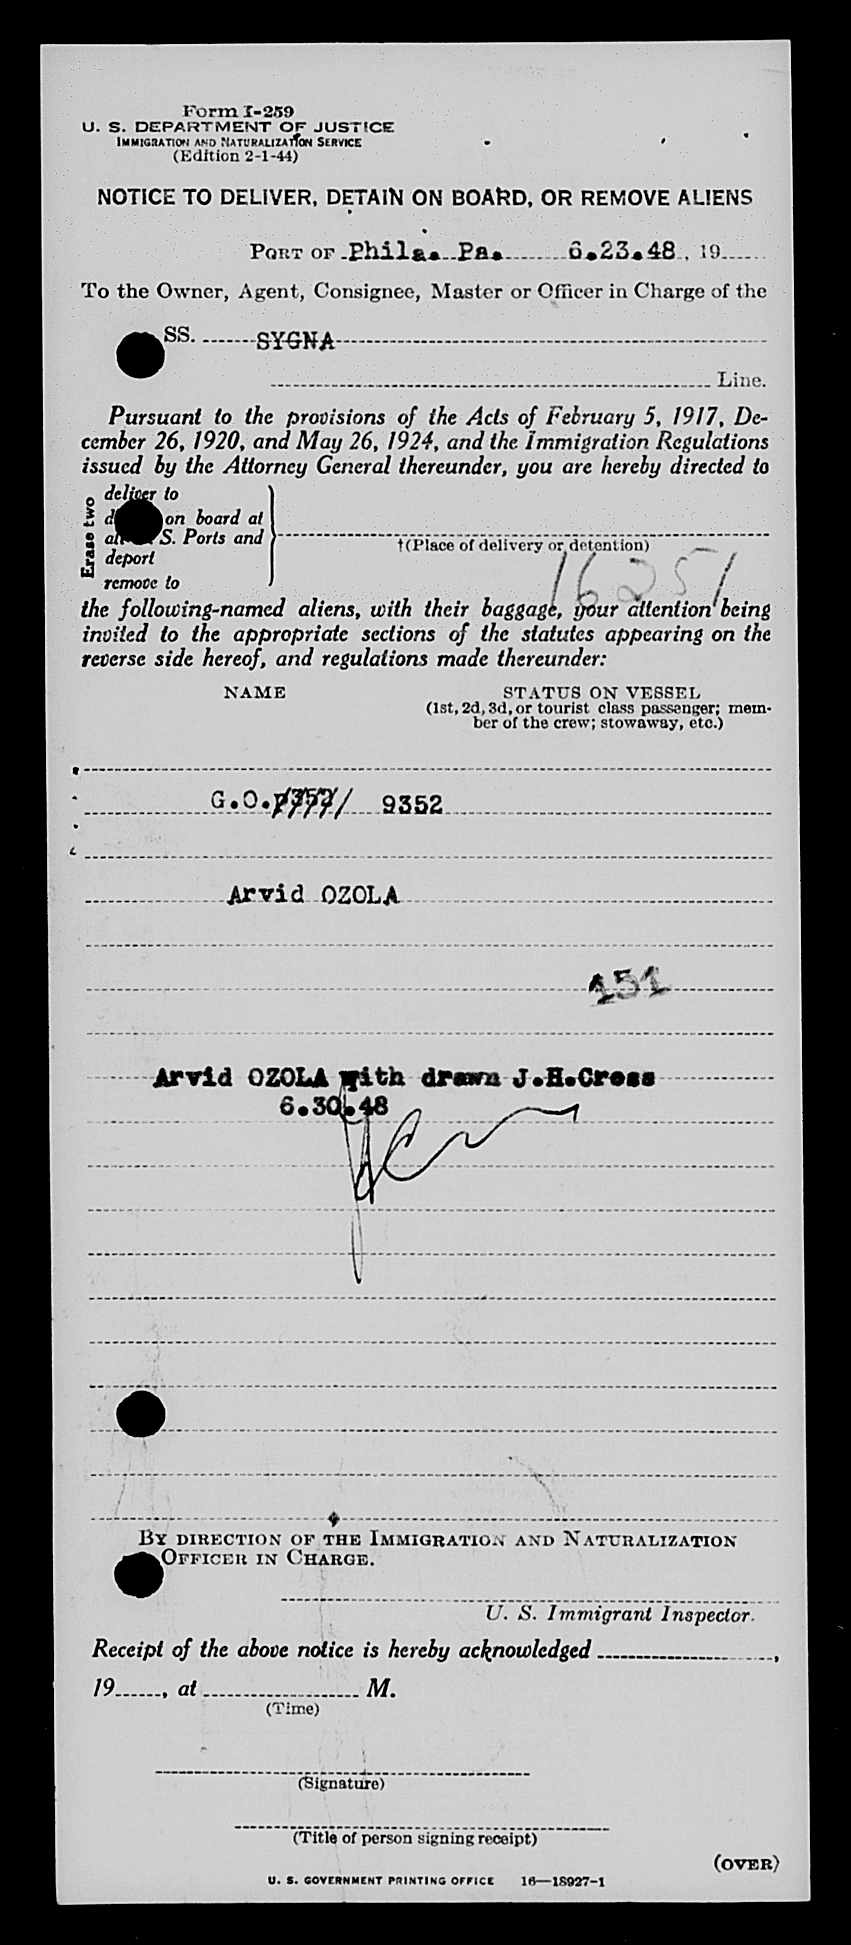 Form I-259
U. S. DEPARTMENT OF JUSTICE
IMMIGRATION AND NATURALIZATION SERVICE
(Edition 2-1-44)
NOTICE TO DELIVER, DETAIN ON BOARD, OR REMOVE ALIENS
PORT OF Phila. Pa. 6.23.48, 19
To the Owner, Agent, Consignee, Master or Officer in Charge of the
SS. SYGNA
Line.
Pursuant to the provisions of the Acts of February 5, 1917, De-
cember 26, 1920, and May 26, 1924, and the Immigration Regulations
issued by the Attorney General thereunder, you are hereby directed to
Erase two
deliver to
on board at
S. Ports and
deport
remove to
†(Place of delivery or detention)
16251
the following-named aliens, with their baggage, your attention being
invited to the appropriate sections of the statutes appearing on the
reverse side hereof, and regulations made thereunder:
NAME STATUS ON VESSEL
(1st, 2d, 3d, or tourist class passenger; mem-
ber of the crew; stowaway, etc.)
G.O. 9352
Arvid OZOLA
151
Arvid OZOLA with drawn J.H.Cross
6.30.48
BY DIRECTION OF THE IMMIGRATION AND NATURALIZATION
OFFICER IN CHARGE.
U. S. Immigrant Inspector.
Receipt of the above notice is hereby acknowledged ,
19 , at M.
(Time)
(Signature)
(Title of person signing receipt)
(OVER)
U. S. GOVERNMENT PRINTING OFFICE 16—18927-1